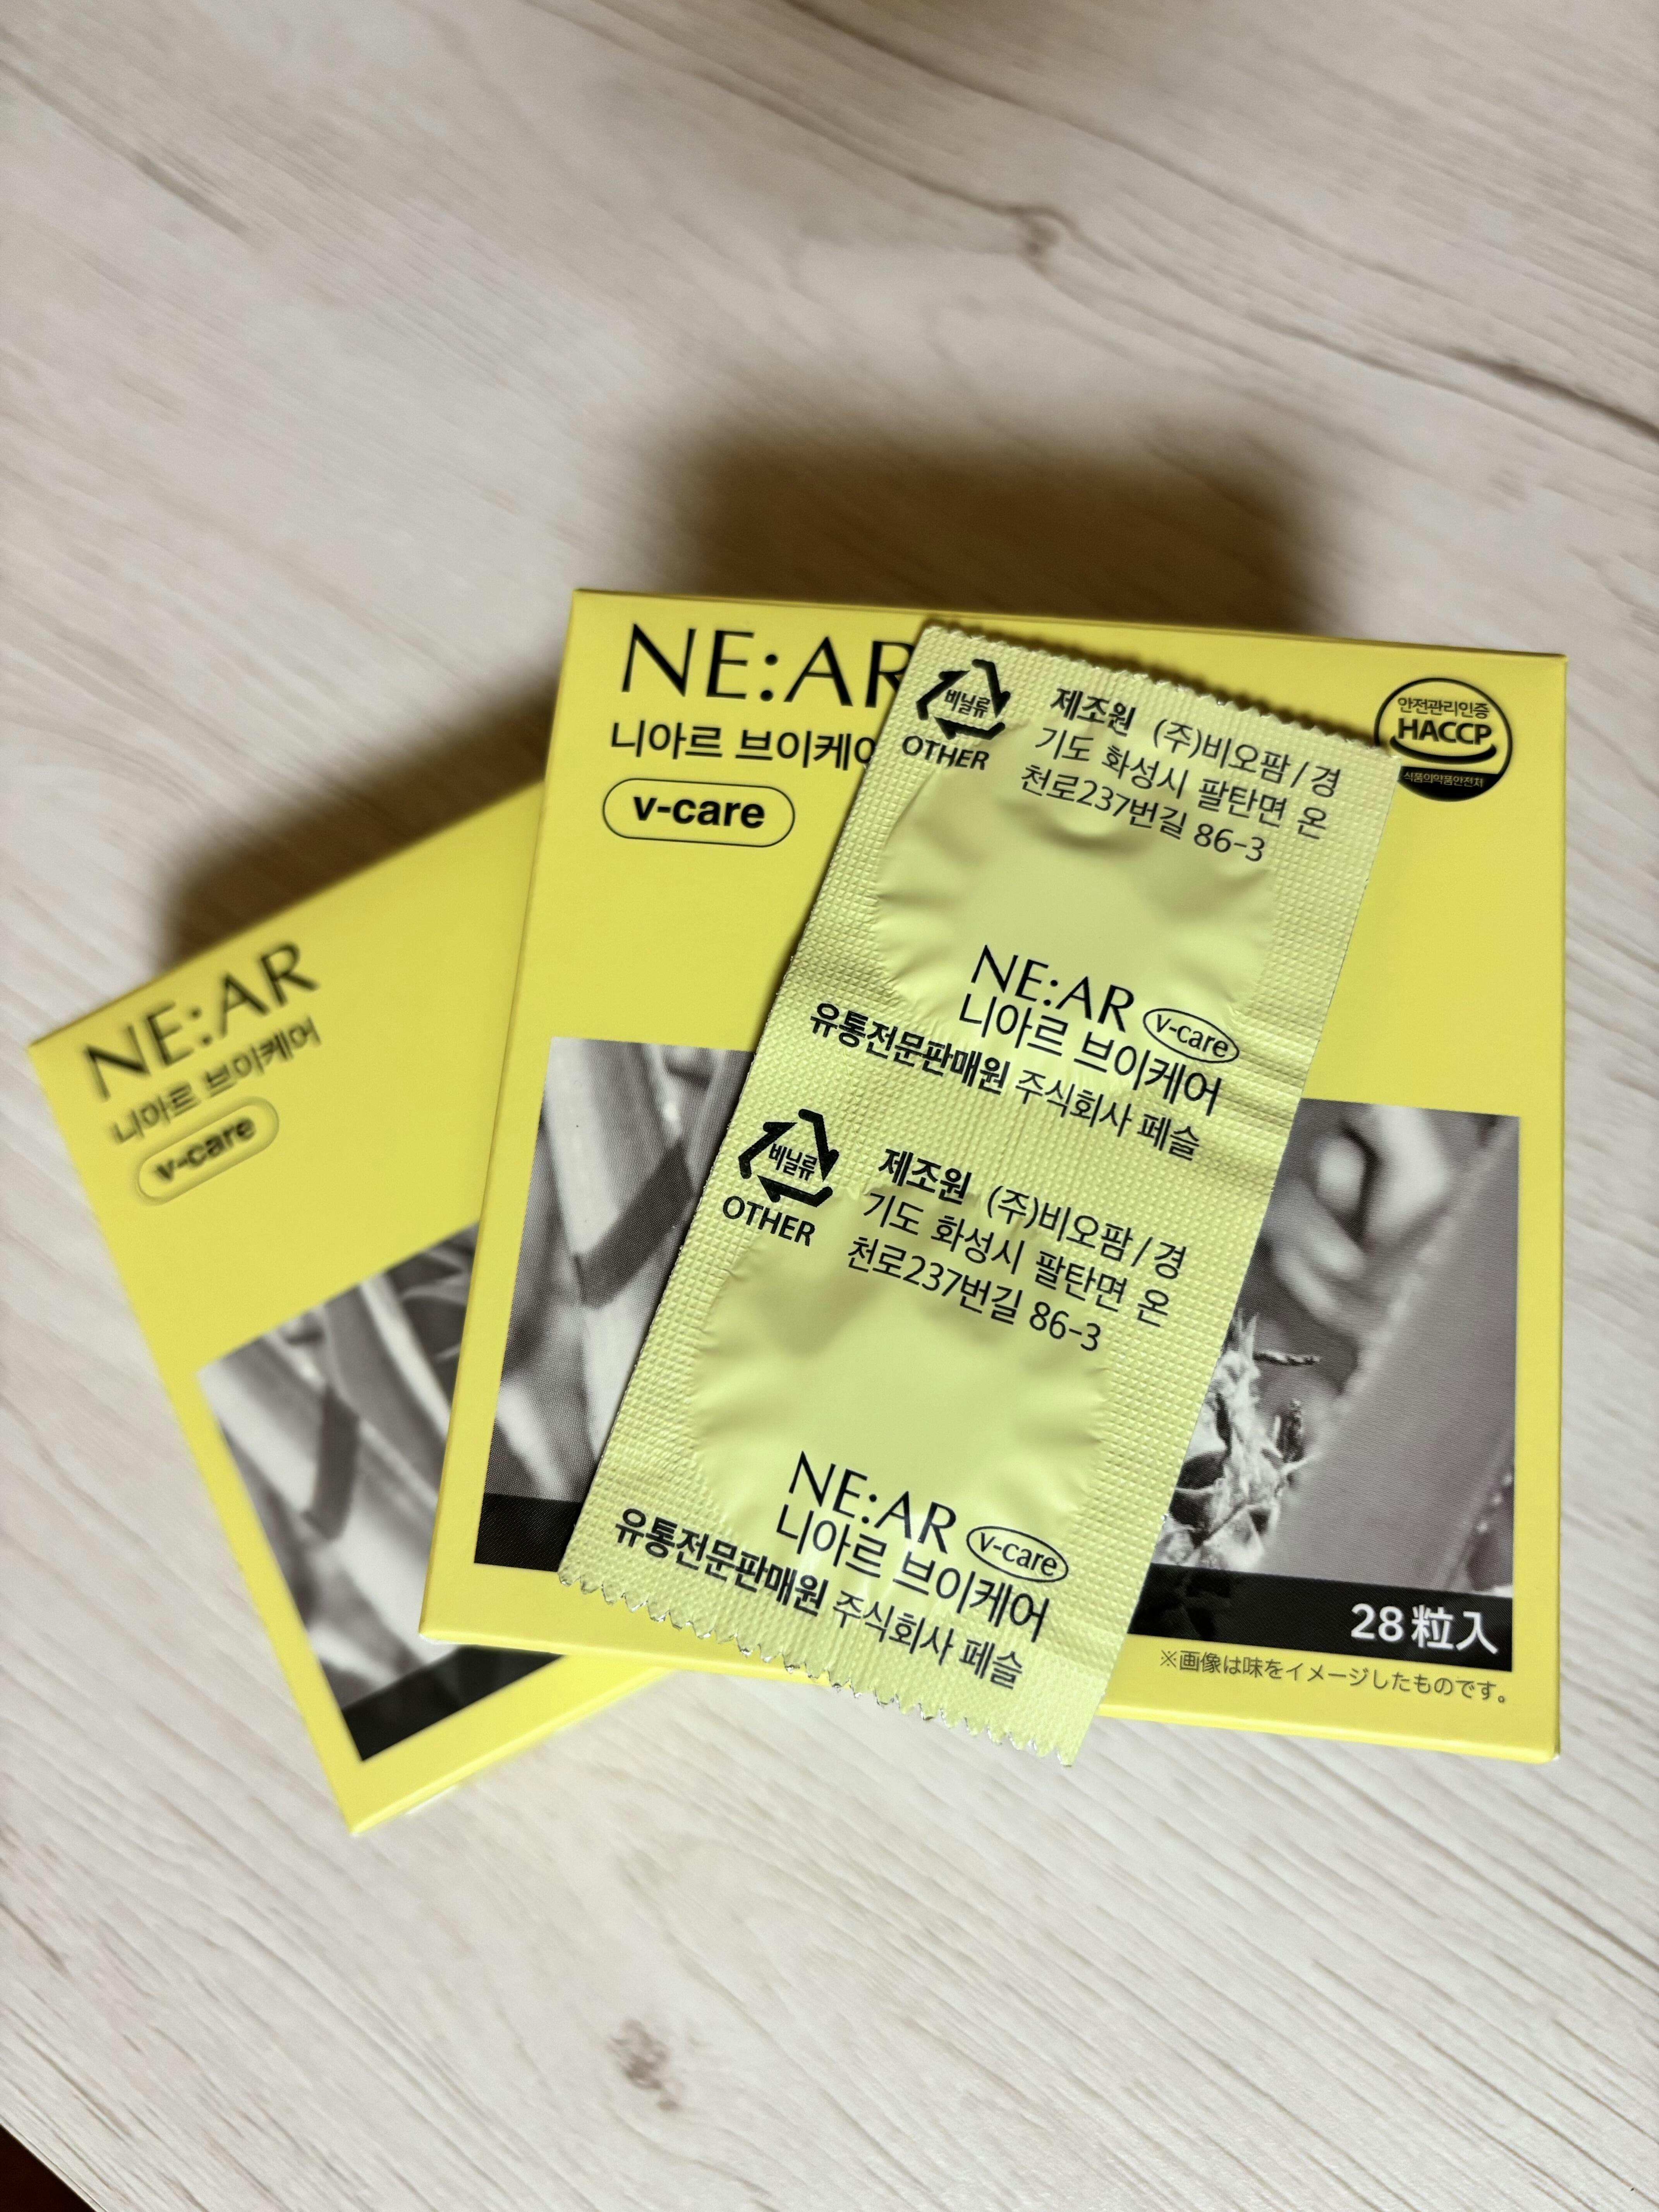 NE:AR
니아르 브이케어
v-care
안전관리인증
HACCP
식품의약품안전처
28粒入
※画像は味をイメージしたものです。
비닐류
OTHER
제조원 (주)비오팜/경
기도 화성시 팔탄면 온
천로237번길 86-3
NE:AR v-care
니아르 브이케어
유통전문판매원 주식회사 페슬
비닐류
OTHER
제조원 (주)비오팜/경
기도 화성시 팔탄면 온
천로237번길 86-3
NE:AR v-care
니아르 브이케어
유통전문판매원 주식회사 페슬
NE:AR
니아르 브이케어
v-care